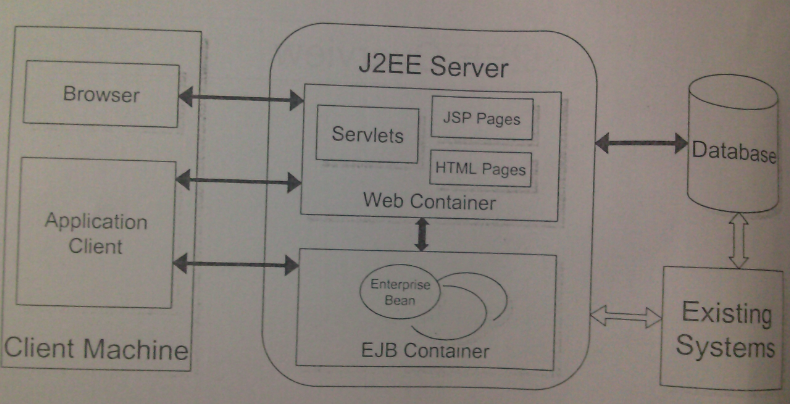 J2EE Server
Browser
Servlets
JSP Pages
HTML Pages
Web Container
Database
Application
Client
Enterprise
Bean
EJB Container
Client Machine
Existing
Systems